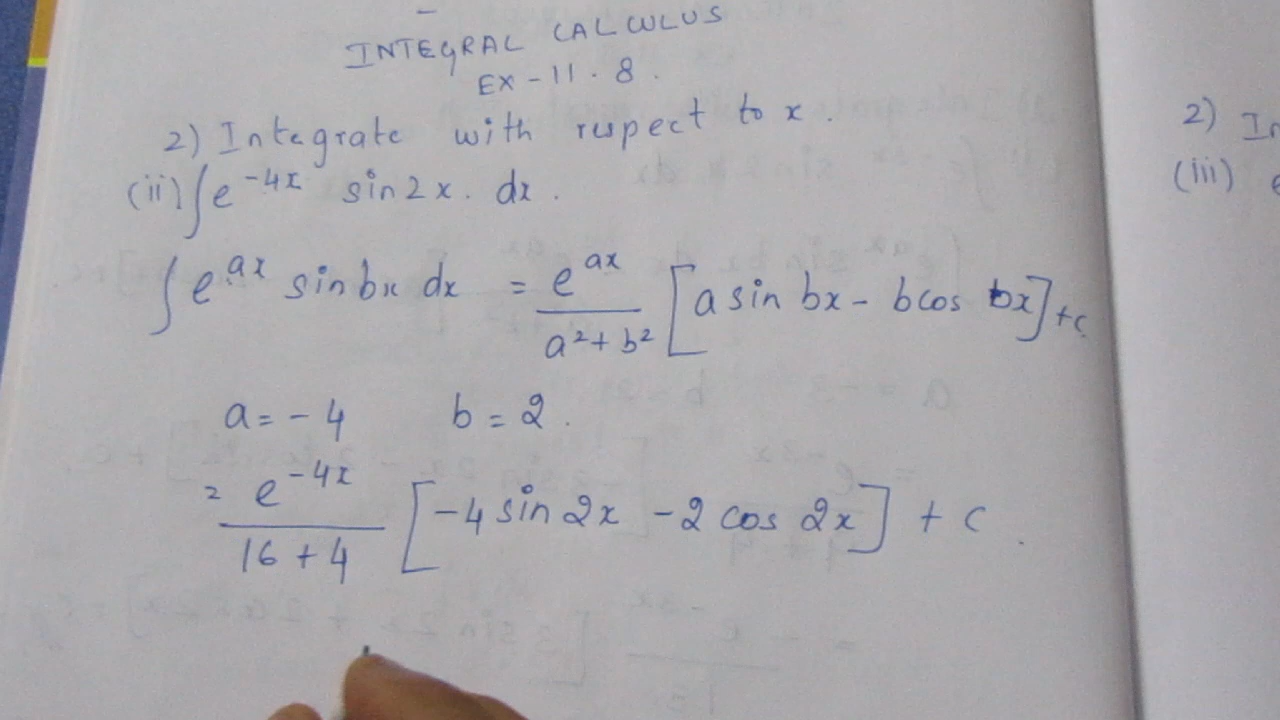 INTEGRAL CALCULUS
EX-11.8.
2) Integrate with respect to x.
(ii) ∫e^{-4x} sin2x. dx.
∫e^{ax} sin bx dx = e^{ax}/(a²+b²) [a sin bx - b cos bx]+c
a=-4 b=2.
= e^{-4x}/(16+4) [-4 sin 2x -2 cos 2x] + c.
2) In
(iii) e